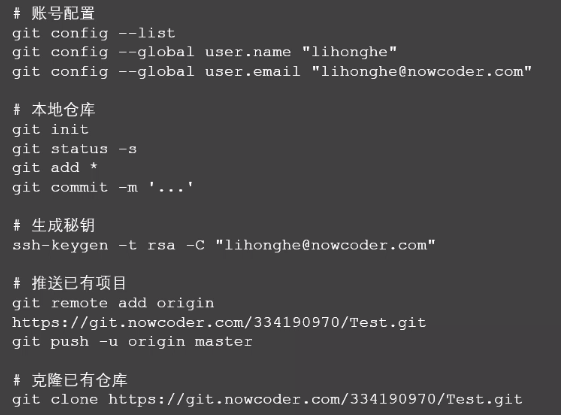 # 账号配置
git config --list
git config --global user.name "lihonghe"
git config --global user.email "lihonghe@nowcoder.com"
# 本地仓库
git init
git status -s
git add *
git commit -m '...'
# 生成秘钥
ssh-keygen -t rsa -C "lihonghe@nowcoder.com"
# 推送已有项目
git remote add origin
https://git.nowcoder.com/334190970/Test.git
git push -u origin master
# 克隆已有仓库
git clone https://git.nowcoder.com/334190970/Test.git